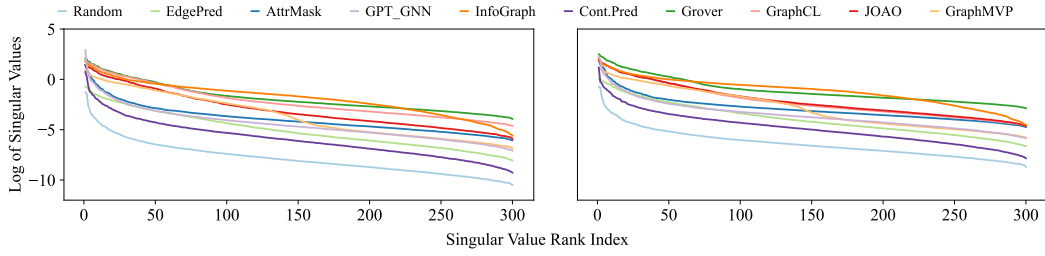 Random EdgePred AttrMask GPT_GNN InfoGraph Cont.Pred Grover GraphCL JOAO GraphMVP
Log of Singular Values
5
0
−5
−10
0 50 100 150 200 250 300
0 50 100 150 200 250 300
Singular Value Rank Index